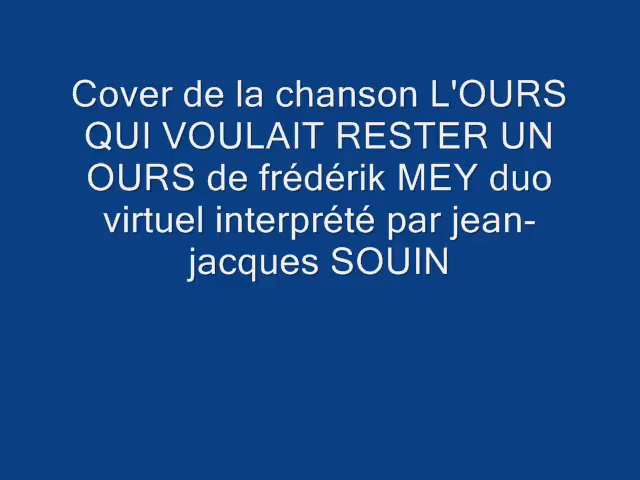 Cover de la chanson L'OURS
QUI VOULAIT RESTER UN
OURS de frédérik MEY duo
virtuel interprété par jean-
jacques SOUIN